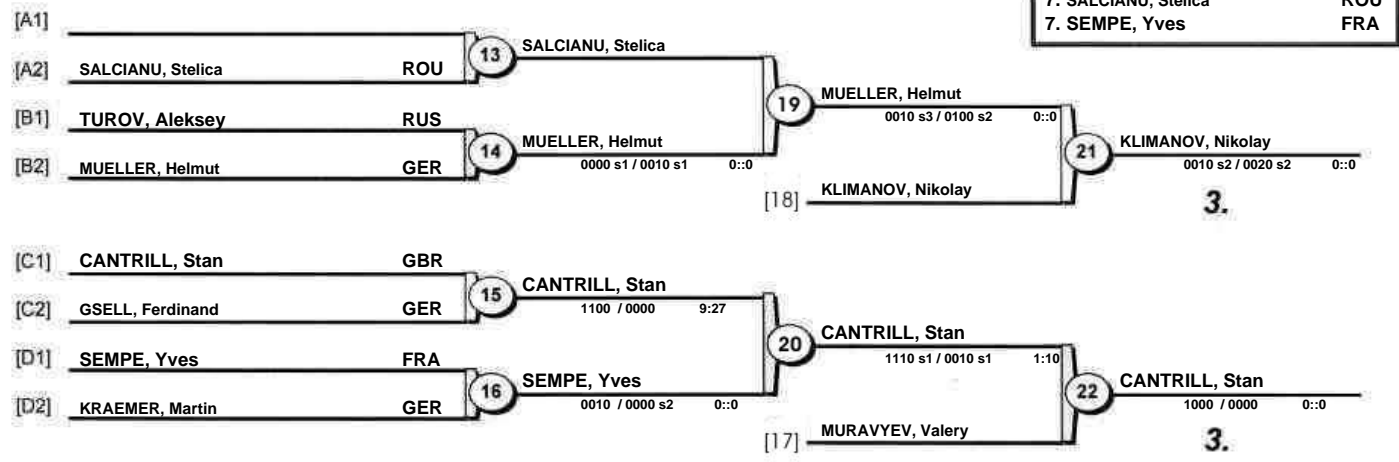 7. SALCIANU, Stelica ROU
7. SEMPE, Yves FRA
[A1]
13 SALCIANU, Stelica
[A2] SALCIANU, Stelica ROU
19 MUELLER, Helmut
0010 s3 / 0100 s2 0::0
[B1] TUROV, Aleksey RUS
14 MUELLER, Helmut
0000 s1 / 0010 s1 0::0
21 KLIMANOV, Nikolay
0010 s2 / 0020 s2 0::0
[B2] MUELLER, Helmut GER
[18] KLIMANOV, Nikolay
3.
[C1] CANTRILL, Stan GBR
15 CANTRILL, Stan
1100 / 0000 9:27
[C2] GSELL, Ferdinand GER
20 CANTRILL, Stan
1110 s1 / 0010 s1 1:10
[D1] SEMPE, Yves FRA
16 SEMPE, Yves
0010 / 0000 s2 0::0
22 CANTRILL, Stan
1000 / 0000 0::0
[D2] KRAEMER, Martin GER
[17] MURAVYEV, Valery
3.